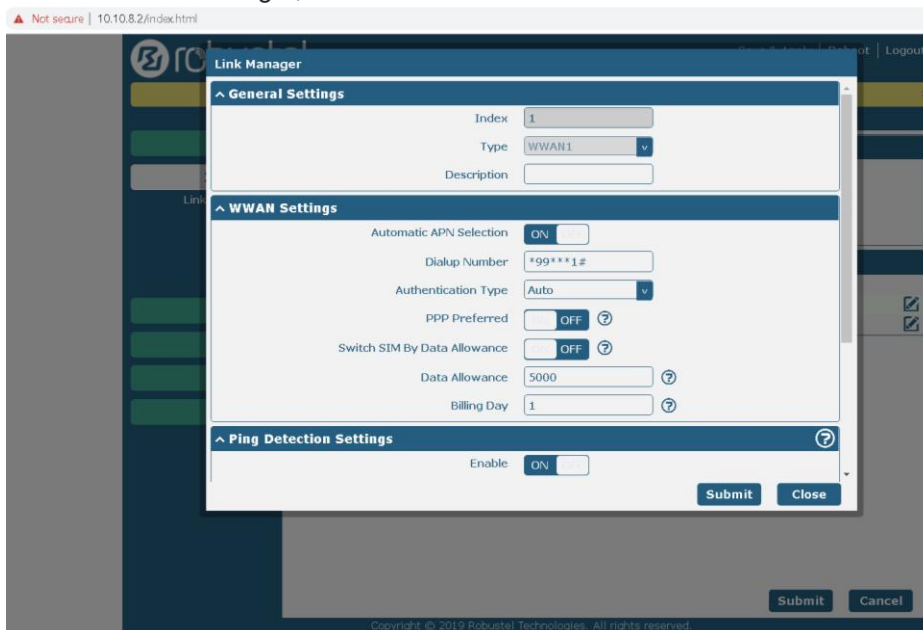 Not secure | 10.10.8.2/index.html
Logout
Link Manager
^ General Settings
Index 1
Type WWAN1 v
Description
^ WWAN Settings
Automatic APN Selection ON
Dialup Number *99***1#
Authentication Type Auto v
PPP Preferred OFF ?
Switch SIM By Data Allowance OFF ?
Data Allowance 5000 ?
Billing Day 1 ?
^ Ping Detection Settings ?
Enable ON
Submit Close
Submit Cancel
Copyright © 2019 Robustel Technologies. All rights reserved.